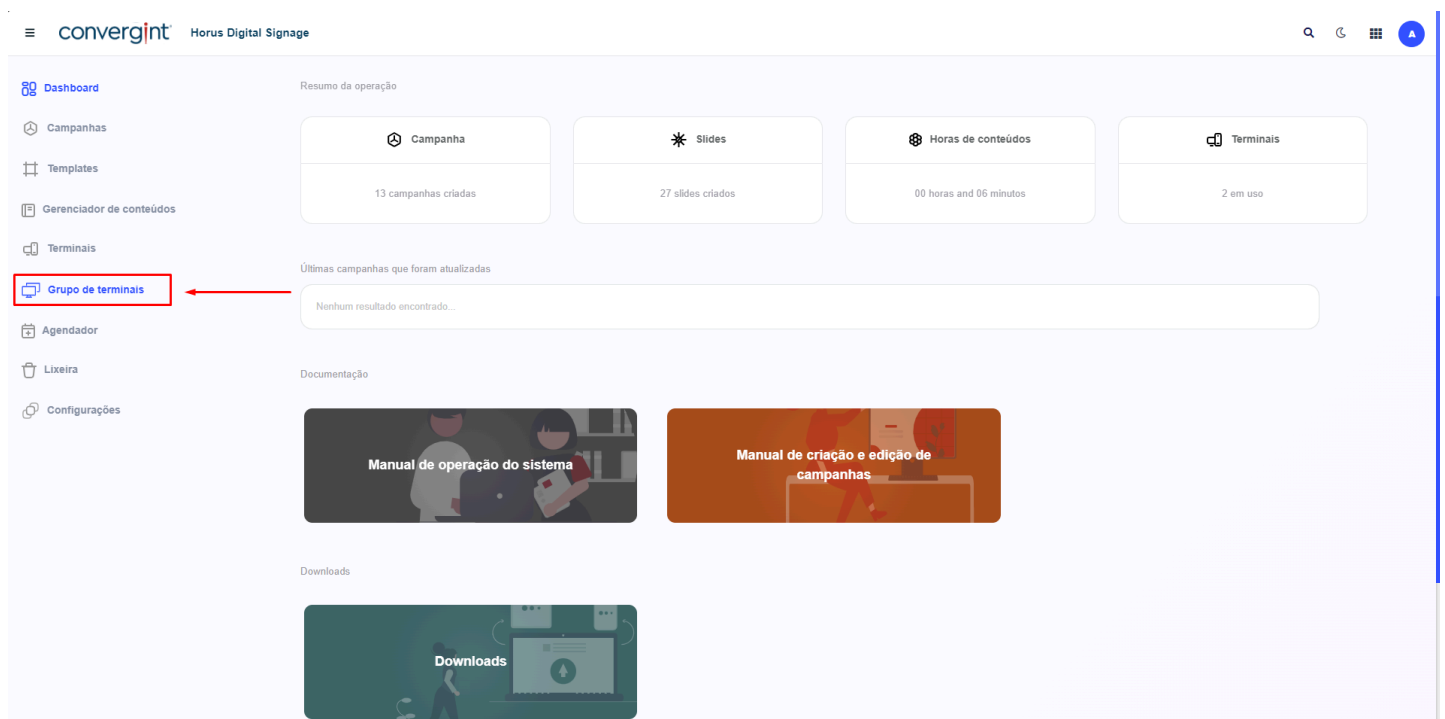 convergint Horus Digital Signage
A
Dashboard
Campanhas
Templates
Gerenciador de conteúdos
Terminais
Grupo de terminais
Agendador
Lixeira
Configurações
Resumo da operação
Campanha
13 campanhas criadas
Slides
27 slides criados
Horas de conteúdos
00 horas and 06 minutos
Terminais
2 em uso
Últimas campanhas que foram atualizadas
Nenhum resultado encontrado...
Documentação
Manual de operação do sistema
Manual de criação e edição de
campanhas
Downloads
Downloads